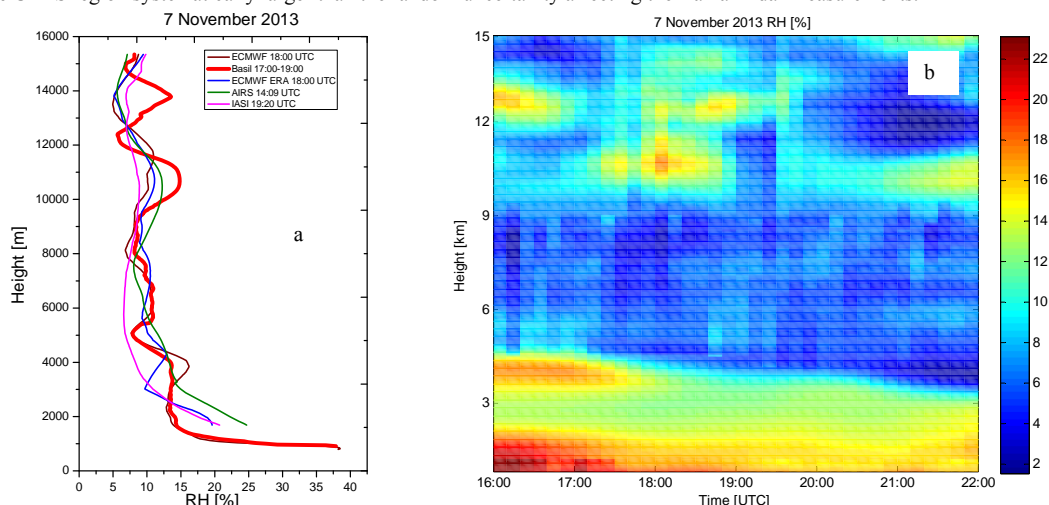 7 November 2013
16000
14000
12000
10000
8000
6000
4000
2000
0
Height [m]
ECMWF 18:00 UTC
Basil 17:00-19:00
ECMWF ERA 18:00 UTC
AIRS 14:09 UTC
IASI 19:20 UTC
a
0 5 10 15 20 25 30 35 40
RH [%]
7 November 2013 RH [%]
15
12
9
6
3
Height [km]
b
16:00 17:00 18:00 19:00 20:00 21:00 22:00
Time [UTC]
22
20
18
16
14
12
10
8
6
4
2